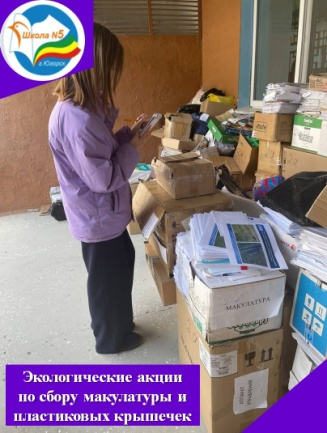 Школа №5
г. Югорск
МАКУЛАТУРА
Экологические акции
по сбору макулатуры и
пластиковых крышечек